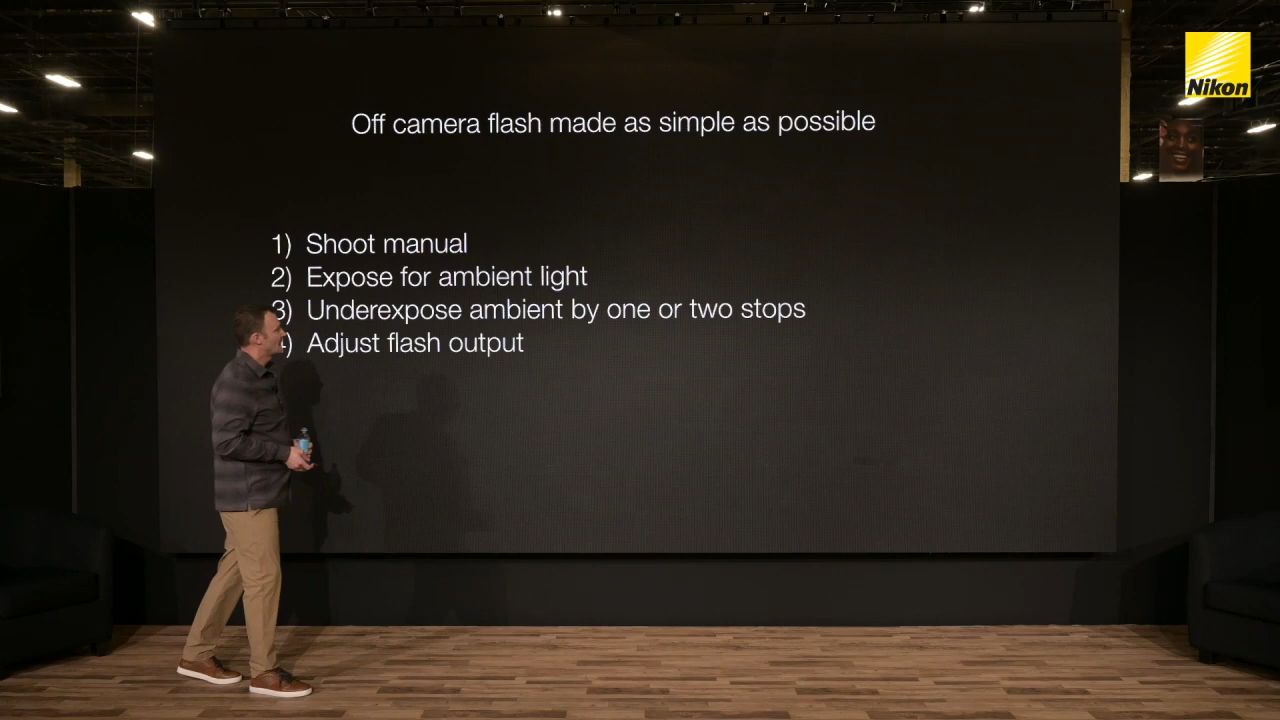 Nikon
Off camera flash made as simple as possible
1) Shoot manual
2) Expose for ambient light
3) Underexpose ambient by one or two stops
4) Adjust flash output